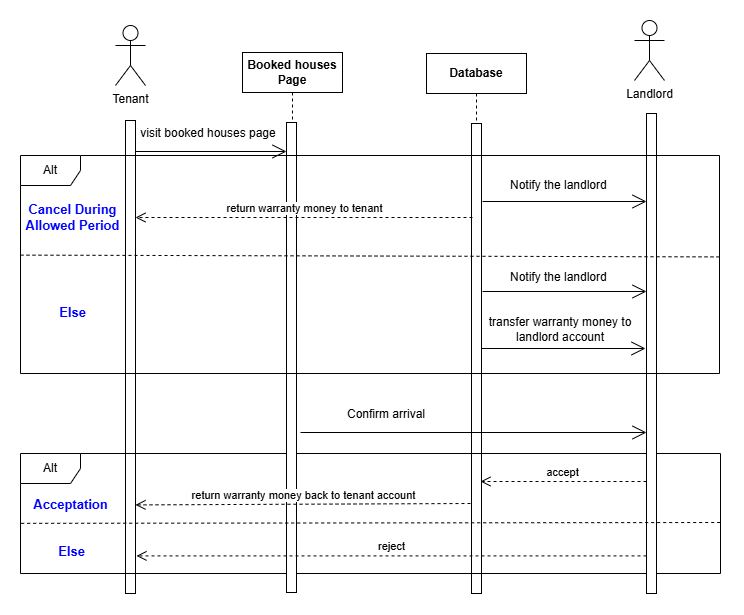 Tenant
Booked houses
Page
Database
Landlord
visit booked houses page
Alt
Notify the landlord
Cancel During
Allowed Period
return warranty money to tenant
Notify the landlord
Else
transfer warranty money to
landlord account
Confirm arrival
Alt
accept
Acceptation
return warranty money back to tenant account
Else
reject